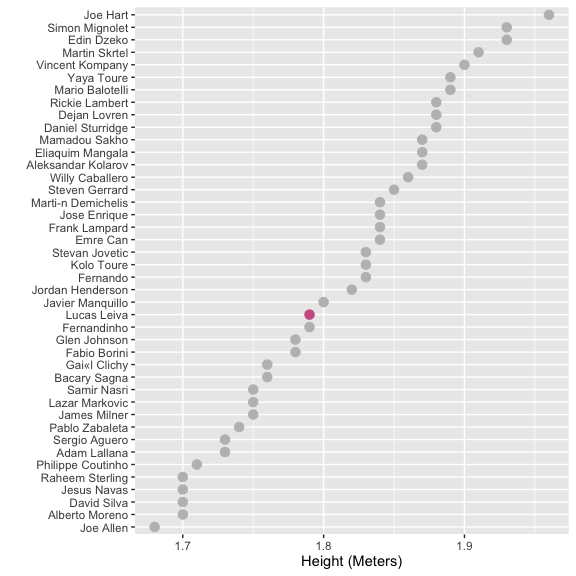 Joe Hart
Simon Mignolet
Edin Dzeko
Martin Skrtel
Vincent Kompany
Yaya Toure
Mario Balotelli
Rickie Lambert
Dejan Lovren
Daniel Sturridge
Mamadou Sakho
Eliaquim Mangala
Aleksandar Kolarov
Willy Caballero
Steven Gerrard
Marti-n Demichelis
Jose Enrique
Frank Lampard
Emre Can
Stevan Jovetic
Kolo Toure
Fernando
Jordan Henderson
Javier Manquillo
Lucas Leiva
Fernandinho
Glen Johnson
Fabio Borini
Gai«l Clichy
Bacary Sagna
Samir Nasri
Lazar Markovic
James Milner
Pablo Zabaleta
Sergio Aguero
Adam Lallana
Philippe Coutinho
Raheem Sterling
Jesus Navas
David Silva
Alberto Moreno
Joe Allen
1.7 1.8 1.9
Height (Meters)